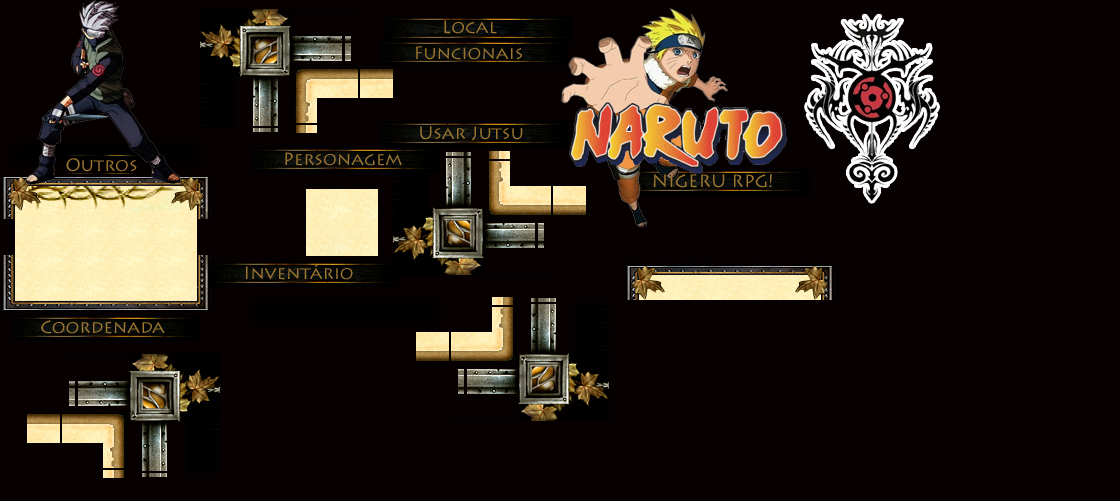 Local
Funcionais
Usar Jutsu
Personagem
Outros
NARUTO
Nigeru RPG!
Inventário
Coordenada